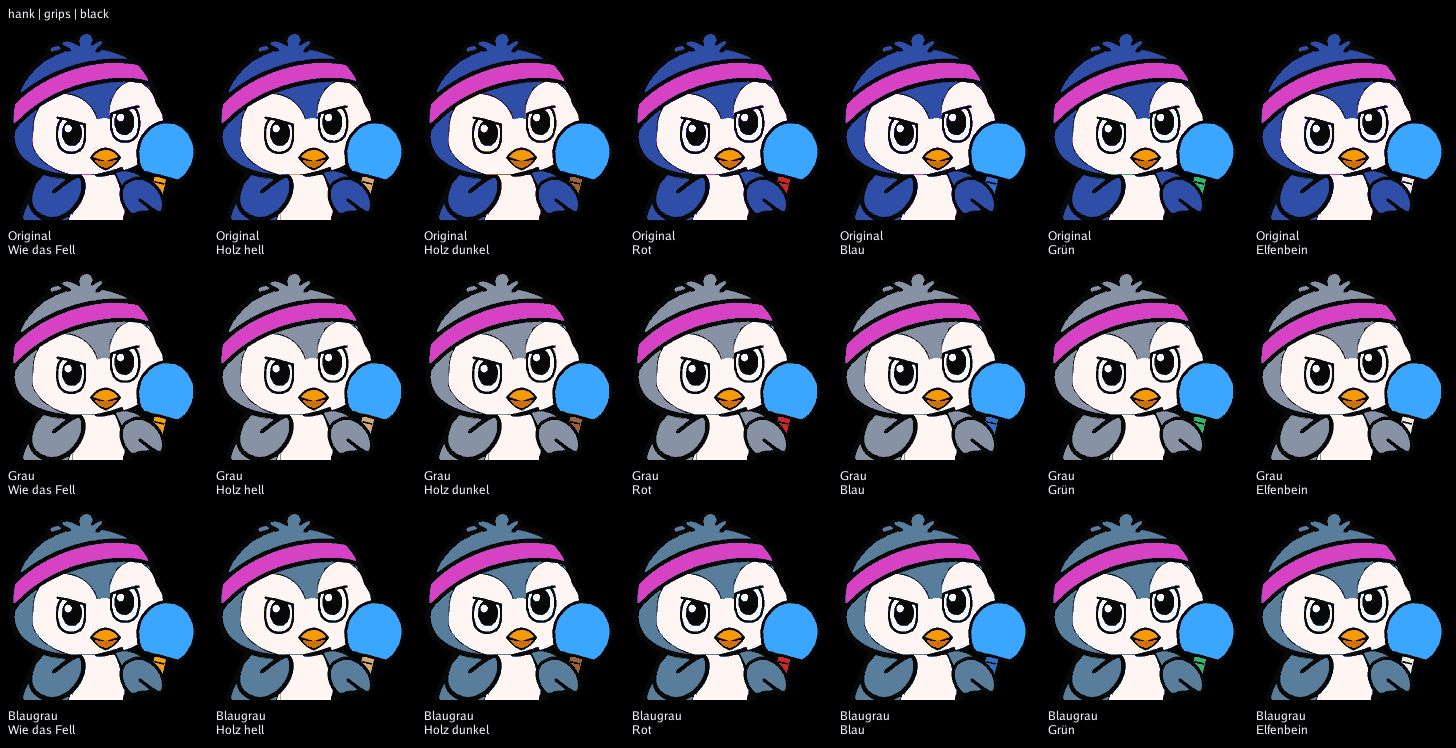 hank | grips | black
Original
Wie das Fell
Original
Holz hell
Original
Holz dunkel
Original
Rot
Original
Blau
Original
Grün
Original
Elfenbein
Grau
Wie das Fell
Grau
Holz hell
Grau
Holz dunkel
Grau
Rot
Grau
Blau
Grau
Grün
Grau
Elfenbein
Blaugrau
Wie das Fell
Blaugrau
Holz hell
Blaugrau
Holz dunkel
Blaugrau
Rot
Blaugrau
Blau
Blaugrau
Grün
Blaugrau
Elfenbein